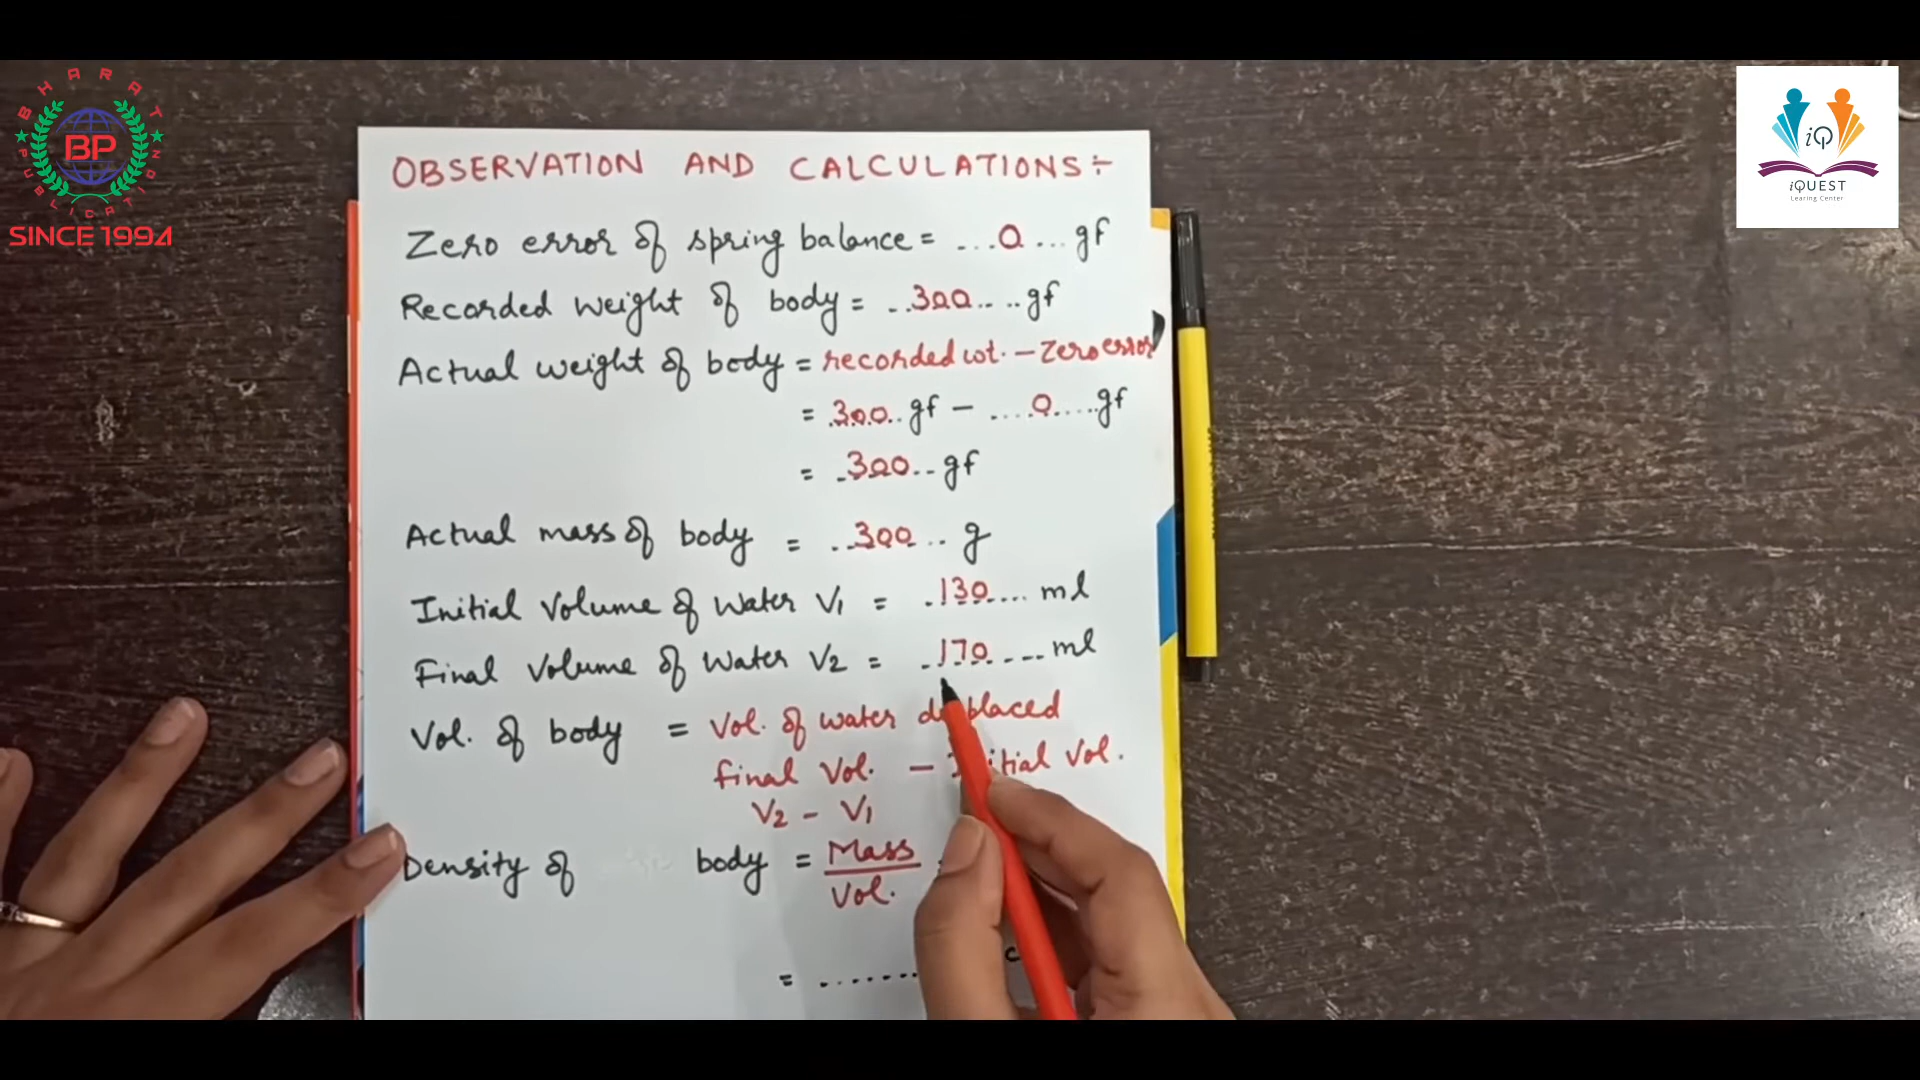 BHARAT
BP
PUBLICATION
SINCE 1994
iQ
iQUEST
Learing Center
OBSERVATION AND CALCULATIONS:-
Zero error of spring balance = ...0... gf
Recorded weight of body = ..300.. ..gf
Actual weight of body = recorded wt. - Zero error
= .300.. gf - ....0....gf
= .300.. gf
Actual mass of body = ..300.. g
Initial Volume of Water V1 = .130.... ml
Final Volume of Water V2 = .170.... ml
Vol. of body = Vol. of water displaced
final Vol. - Initial Vol.
V2 - V1
Density of body = Mass
Vol.
= .......